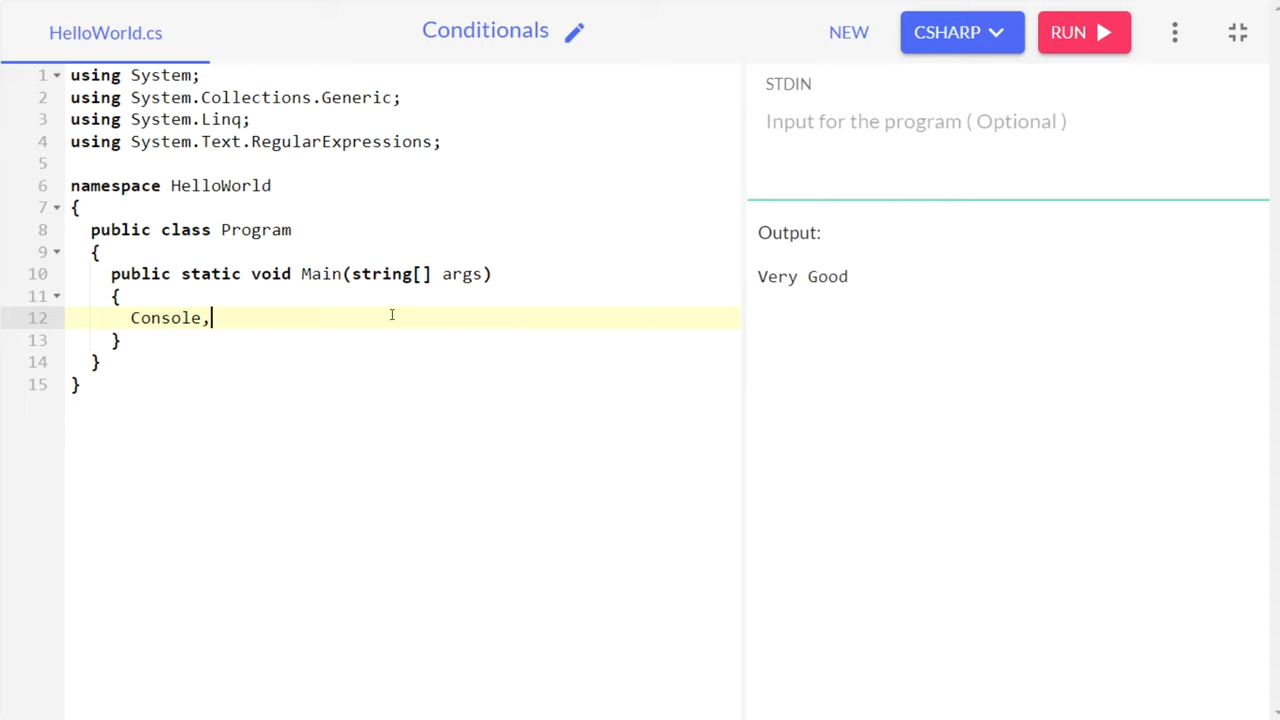 HelloWorld.cs
Conditionals
NEW
CSHARP
RUN
1 using System;
2 using System.Collections.Generic;
3 using System.Linq;
4 using System.Text.RegularExpressions;
5
6 namespace HelloWorld
7 {
8 public class Program
9 {
10 public static void Main(string[] args)
11 {
12 Console,
13 }
14 }
15 }
STDIN
Input for the program ( Optional )
Output:
Very Good